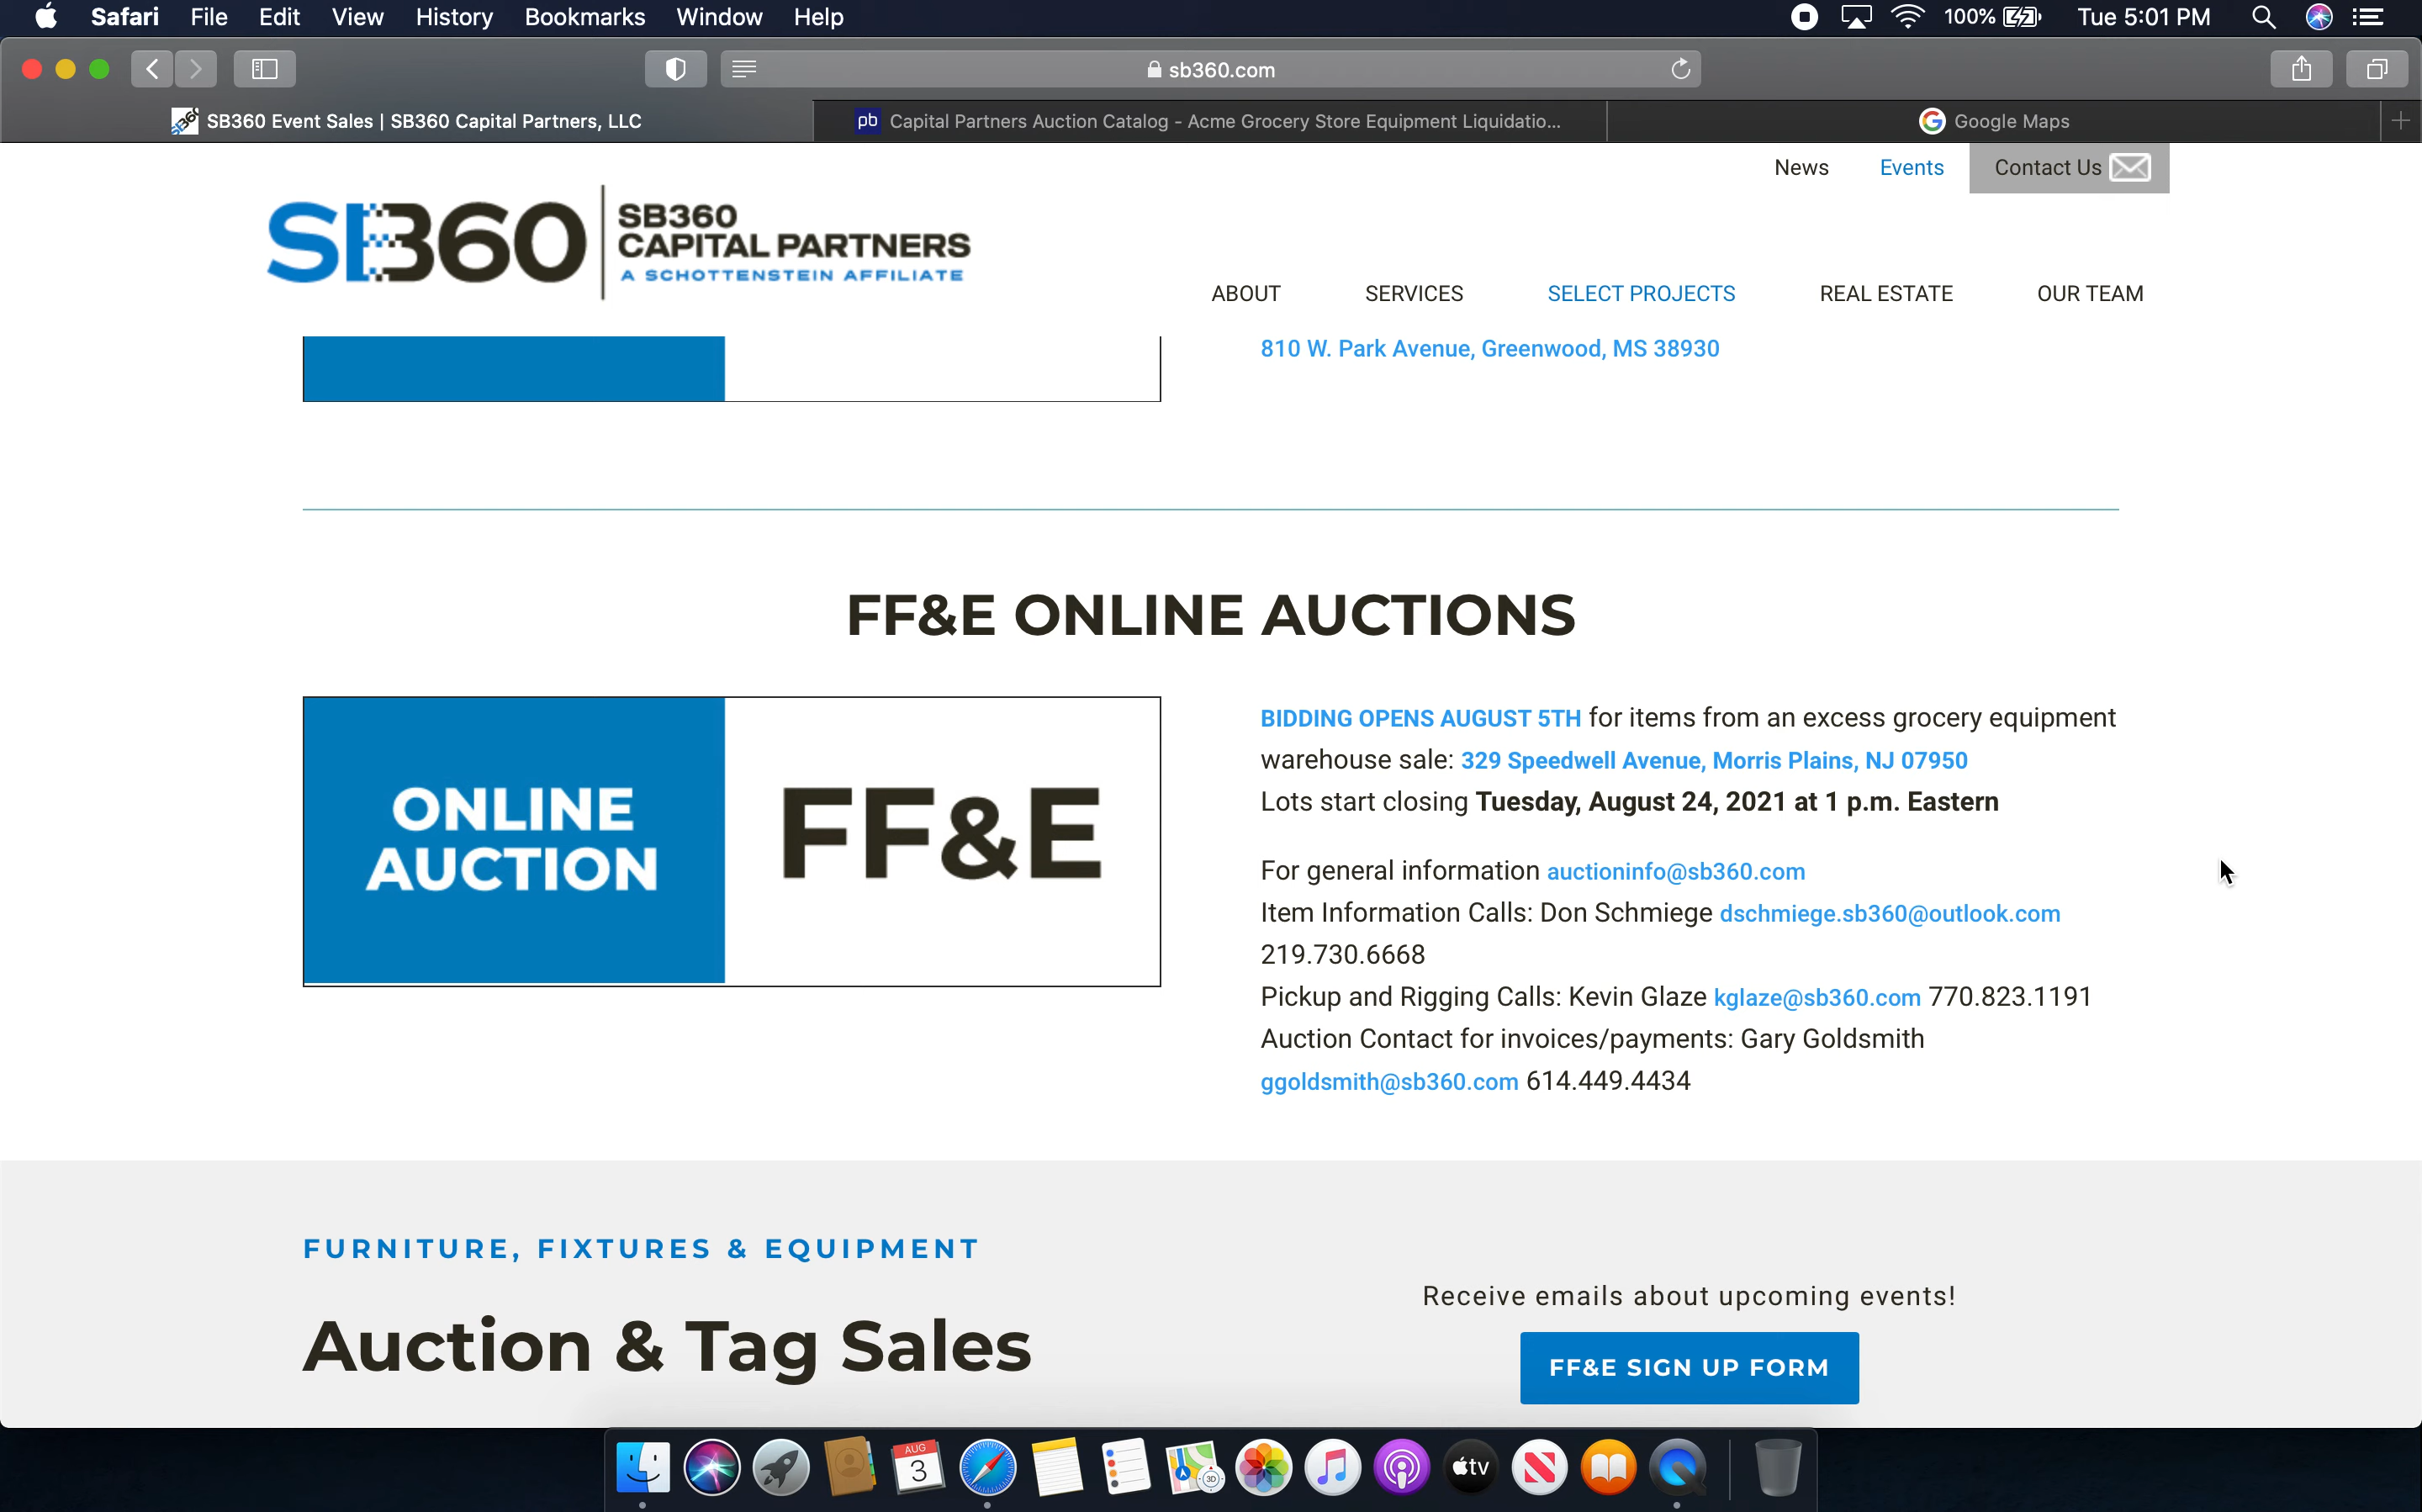 Safari File Edit View History Bookmarks Window Help 100% Tue 5:01 PM
sb360.com
SB360 Event Sales | SB360 Capital Partners, LLC
pb Capital Partners Auction Catalog - Acme Grocery Store Equipment Liquidatio...
Google Maps
News Events Contact Us
SB360
SB360
CAPITAL PARTNERS
A SCHOTTENSTEIN AFFILIATE
ABOUT SERVICES SELECT PROJECTS REAL ESTATE OUR TEAM
810 W. Park Avenue, Greenwood, MS 38930
FF&E ONLINE AUCTIONS
ONLINE
AUCTION
FF&E
BIDDING OPENS AUGUST 5TH for items from an excess grocery equipment
warehouse sale: 329 Speedwell Avenue, Morris Plains, NJ 07950
Lots start closing Tuesday, August 24, 2021 at 1 p.m. Eastern
For general information auctioninfo@sb360.com
Item Information Calls: Don Schmiege dschmiege.sb360@outlook.com
219.730.6668
Pickup and Rigging Calls: Kevin Glaze kglaze@sb360.com 770.823.1191
Auction Contact for invoices/payments: Gary Goldsmith
ggoldsmith@sb360.com 614.449.4434
FURNITURE, FIXTURES & EQUIPMENT
Auction & Tag Sales
Receive emails about upcoming events!
FF&E SIGN UP FORM
AUG
3
3D
tv